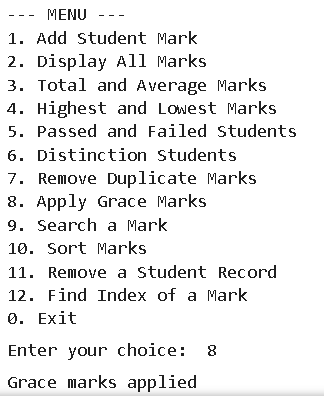 --- MENU ---
1. Add Student Mark
2. Display All Marks
3. Total and Average Marks
4. Highest and Lowest Marks
5. Passed and Failed Students
6. Distinction Students
7. Remove Duplicate Marks
8. Apply Grace Marks
9. Search a Mark
10. Sort Marks
11. Remove a Student Record
12. Find Index of a Mark
0. Exit
Enter your choice:  8
Grace marks applied